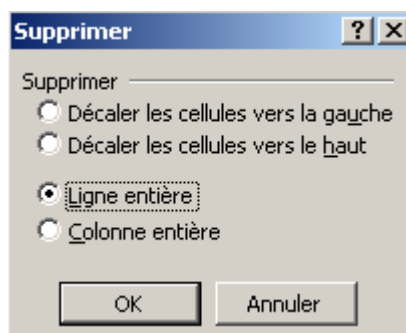 Supprimer
Supprimer
Décaler les cellules vers la gauche
Décaler les cellules vers le haut
Ligne entière
Colonne entière
OK Annuler